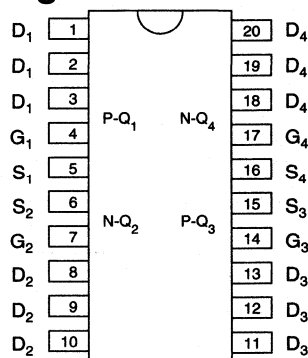 D₁ 1 20 D₄
D₁ 2 19 D₄
D₁ 3 18 D₄
P-Q₁ N-Q₄
G₁ 4 17 G₄
S₁ 5 16 S₄
S₂ 6 15 S₃
N-Q₂ P-Q₃
G₂ 7 14 G₃
D₂ 8 13 D₃
D₂ 9 12 D₃
D₂ 10 11 D₃